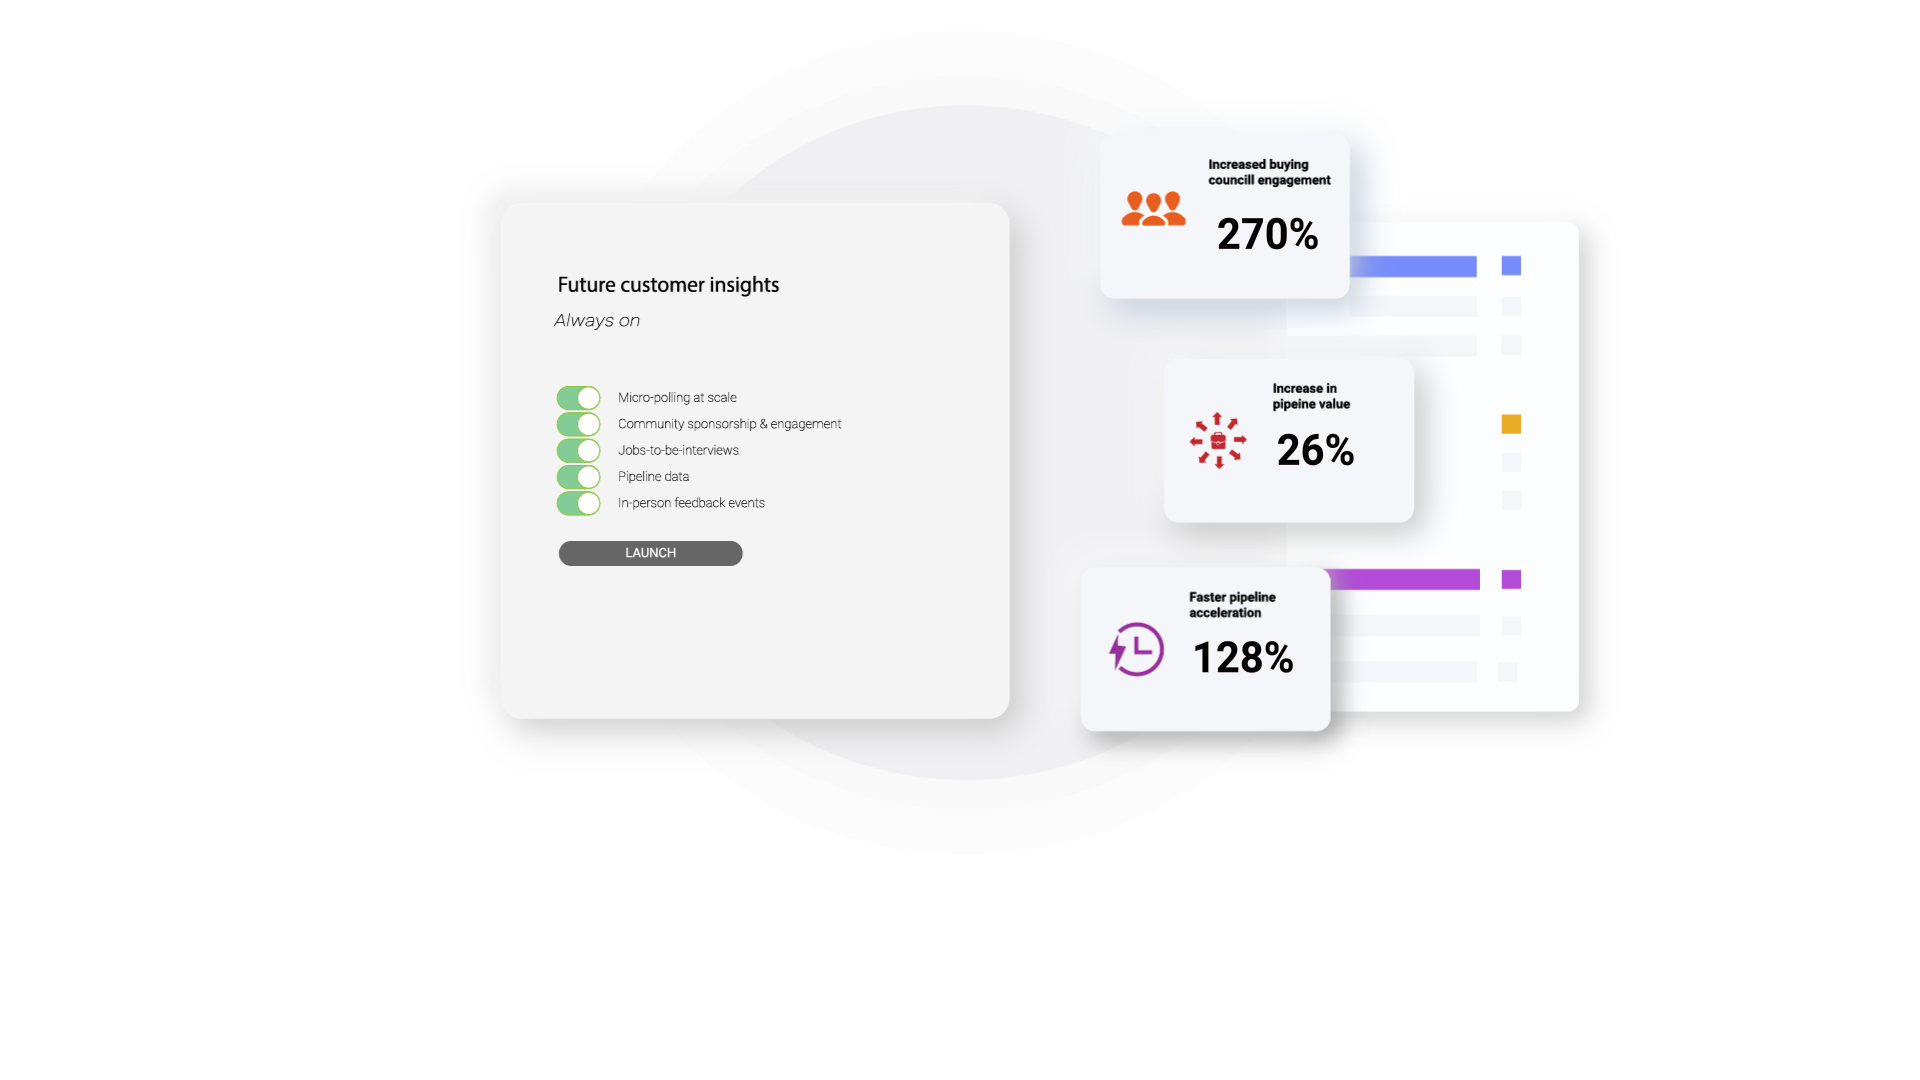 Future customer insights
Always on
Micro-polling at scale
Community sponsorship & engagement
Jobs-to-be-interviews
Pipeline data
In-person feedback events
LAUNCH
Increased buying
councill engagement
270%
Increase in
pipeine value
26%
Faster pipeline
acceleration
128%